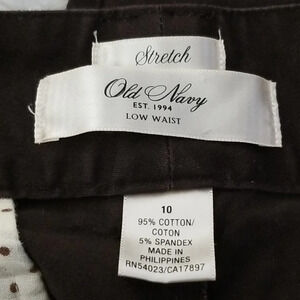 Stretch
Old Navy
EST. 1994
LOW WAIST
10
95% COTTON/
COTON
5% SPANDEX
MADE IN
PHILIPPINES
RN54023/CA17897